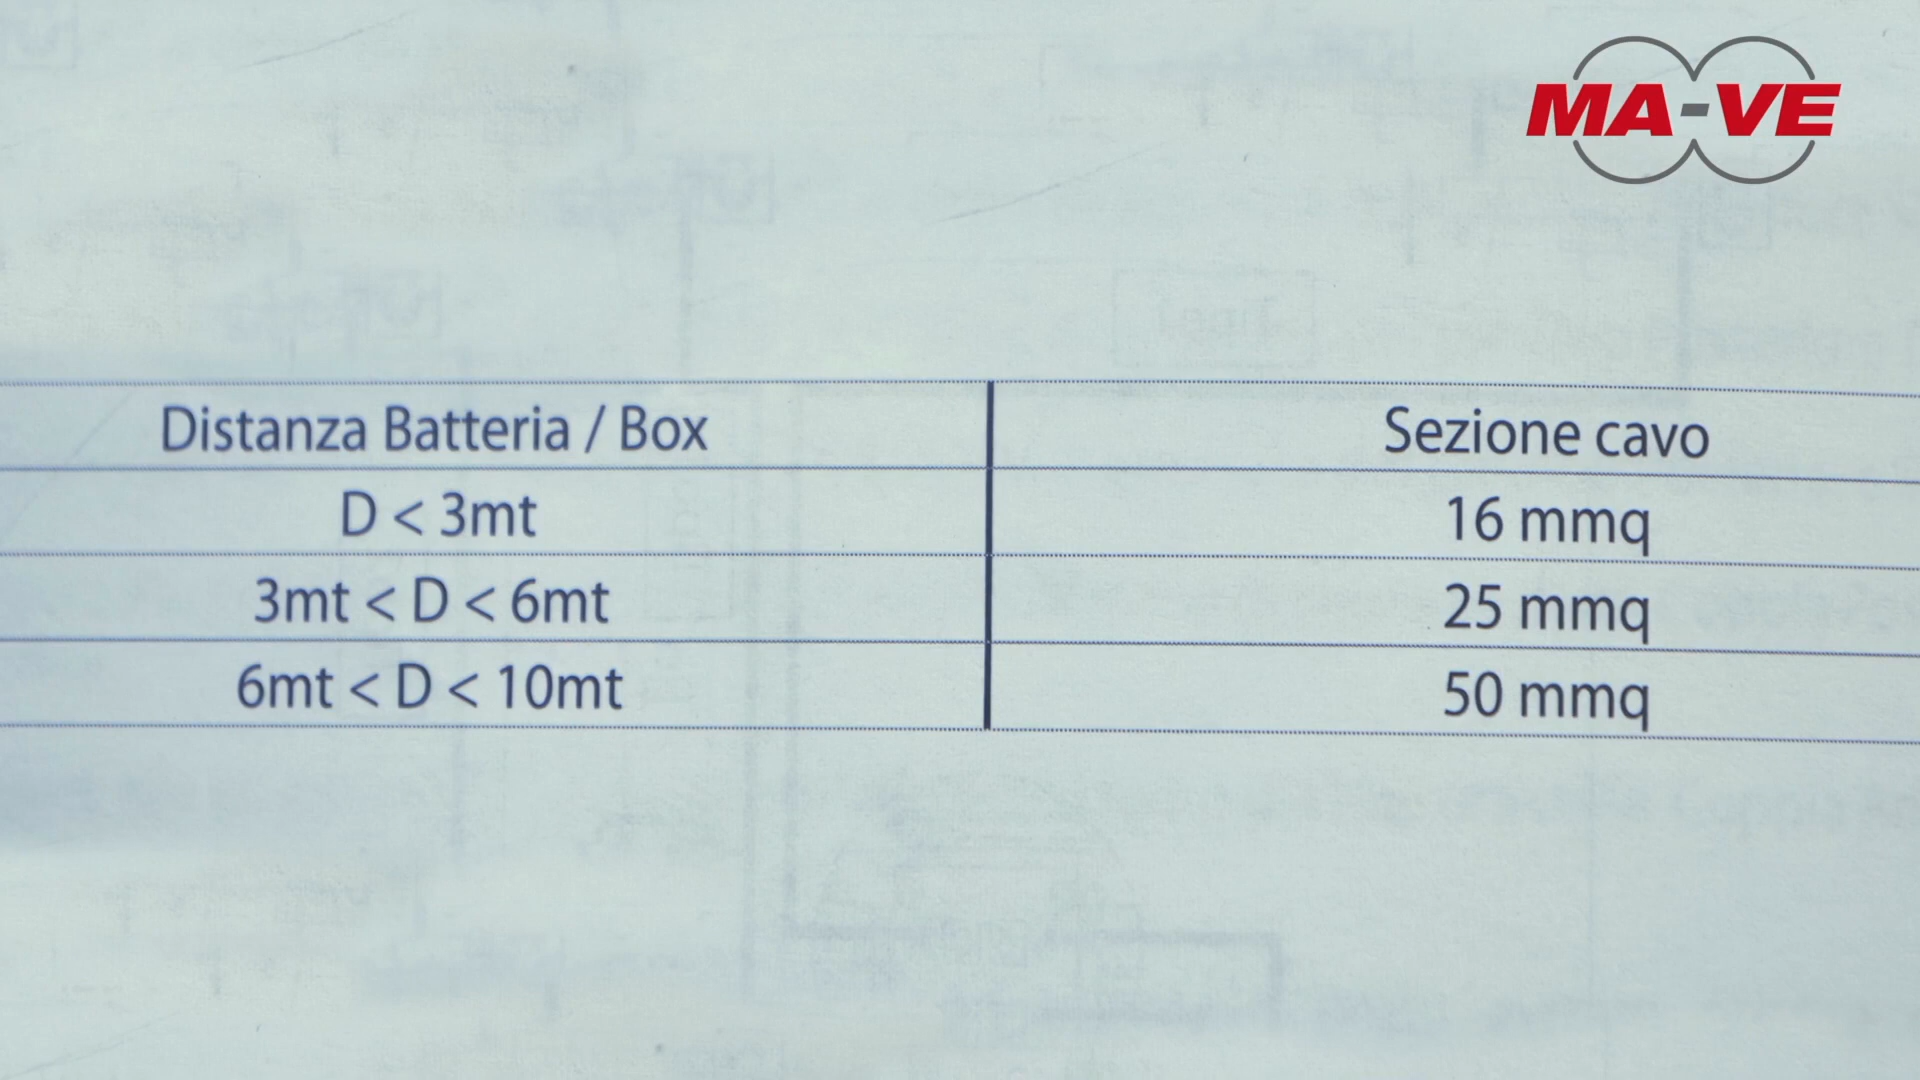 MA-VE
Distanza Batteria / Box Sezione cavo
D < 3mt 16 mmq
3mt < D < 6mt 25 mmq
6mt < D < 10mt 50 mmq